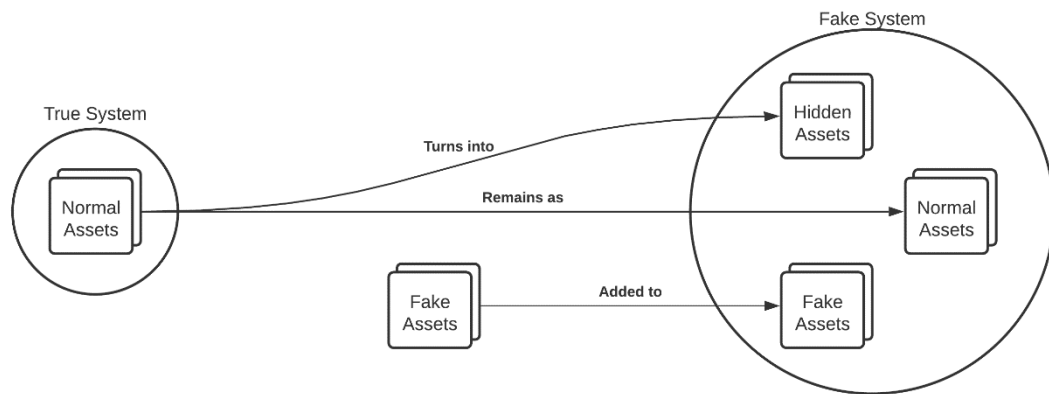 Fake System
True System
Hidden
Assets
Turns into
Remains as
Normal
Assets
Normal
Assets
Fake
Assets
Added to
Fake
Assets